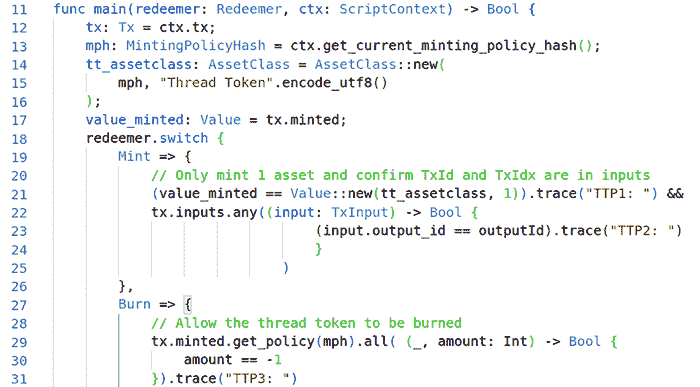 11 func main(redeemer: Redeemer, ctx: ScriptContext) -> Bool {
12     tx: Tx = ctx.tx;
13     mph: MintingPolicyHash = ctx.get_current_minting_policy_hash();
14     tt_assetclass: AssetClass = AssetClass::new(
15         mph, "Thread Token".encode_utf8()
16     );
17     value_minted: Value = tx.minted;
18     redeemer.switch {
19         Mint => {
20             // Only mint 1 asset and confirm TxId and TxIdx are in inputs
21             (value_minted == Value::new(tt_assetclass, 1)).trace("TTP1: ") &&
22             tx.inputs.any((input: TxInput) -> Bool {
23                             (input.output_id == outputId).trace("TTP2: ")
24                             }
25                         )
26         },
27         Burn => {
28             // Allow the thread token to be burned
29             tx.minted.get_policy(mph).all( (_, amount: Int) -> Bool {
30                 amount == -1
31             }).trace("TTP3: ")